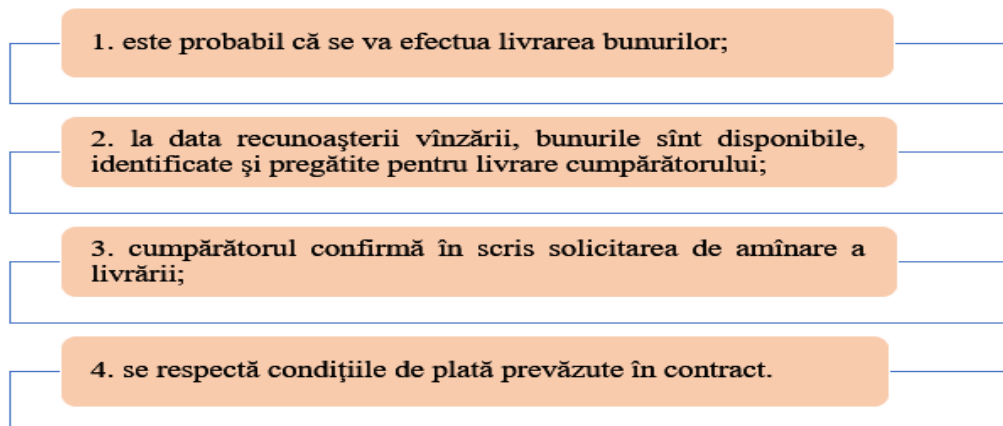 1. este probabil că se va efectua livrarea bunurilor;
2. la data recunoaşterii vînzării, bunurile sînt disponibile,
identificate şi pregătite pentru livrare cumpărătorului;
3. cumpărătorul confirmă în scris solicitarea de amînare a
livrării;
4. se respectă condiţiile de plată prevăzute în contract.